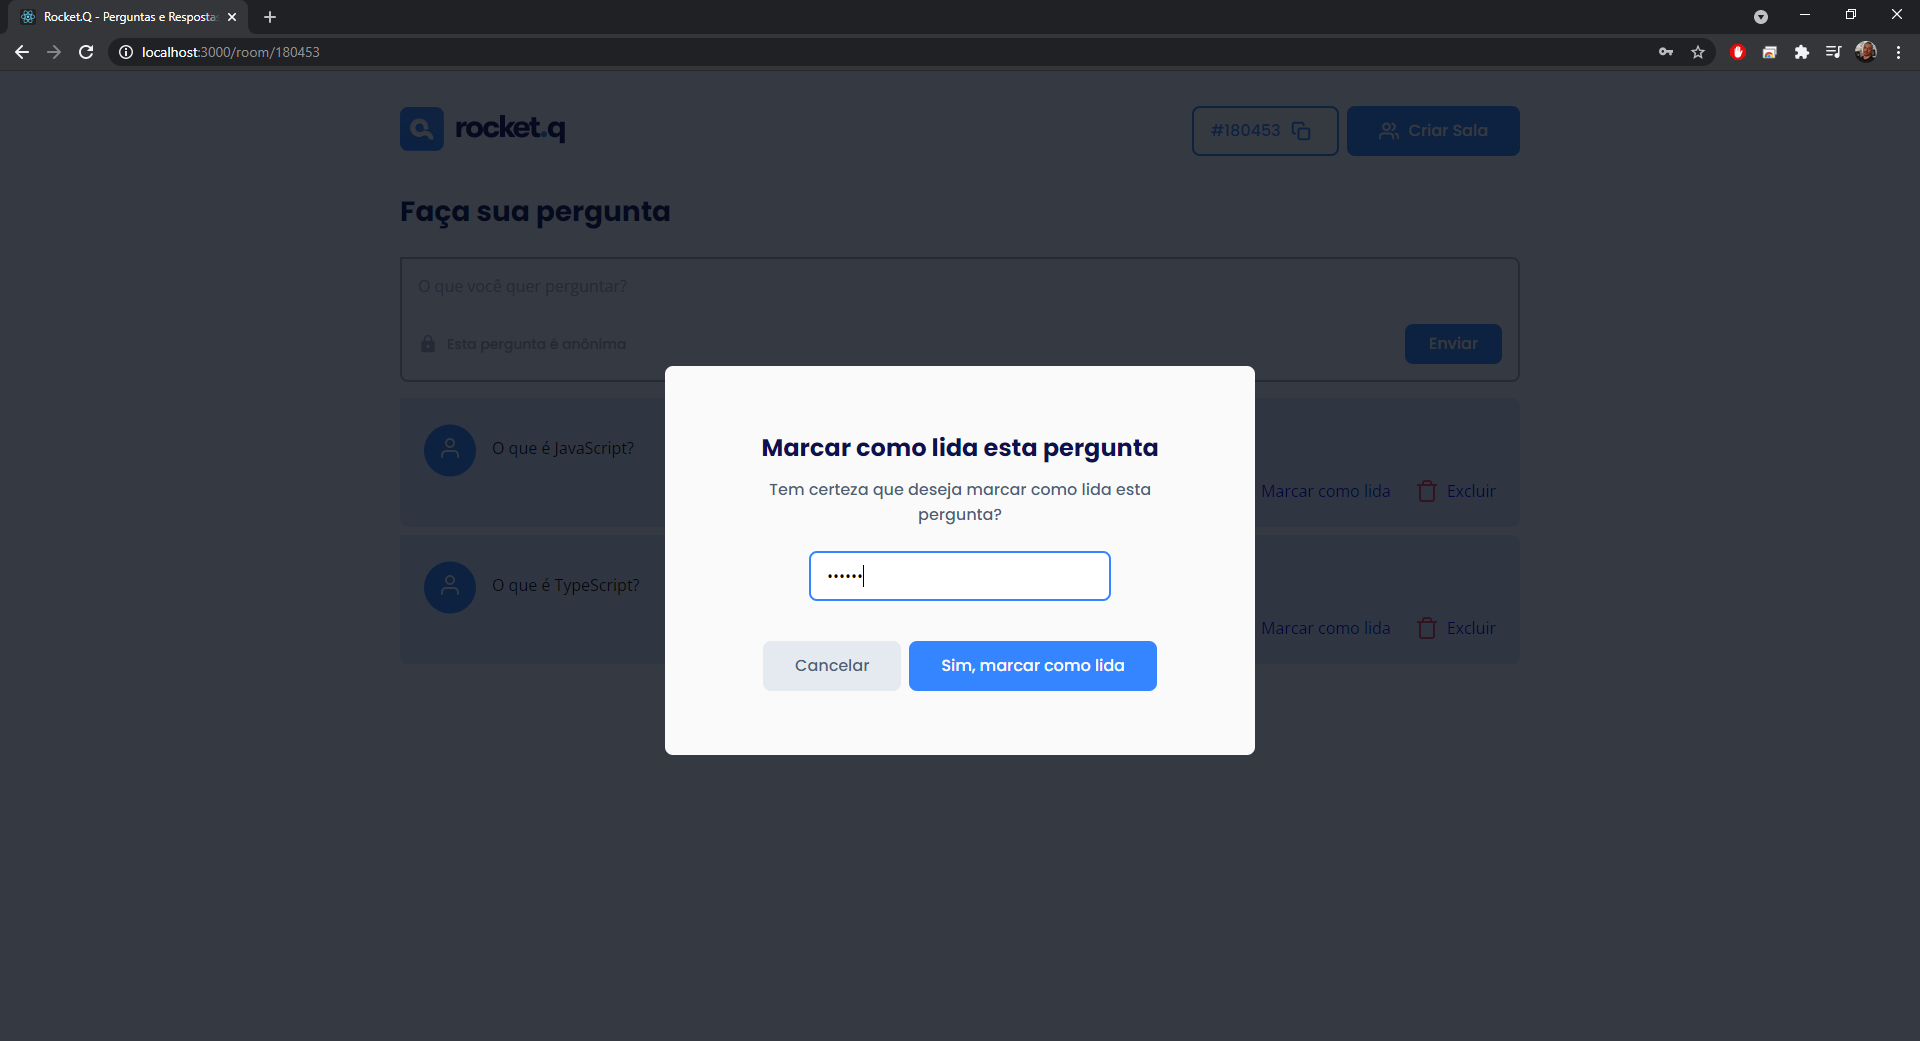 Rocket.Q - Perguntas e Resposta
localhost:3000/room/180453
rocket.q
#180453
Criar Sala
Faça sua pergunta
O que você quer perguntar?
Esta pergunta é anônima
Enviar
O que é JavaScript?
Marcar como lida
Excluir
O que é TypeScript?
Marcar como lida
Excluir
Marcar como lida esta pergunta
Tem certeza que deseja marcar como lida esta
pergunta?
••••••
Cancelar
Sim, marcar como lida